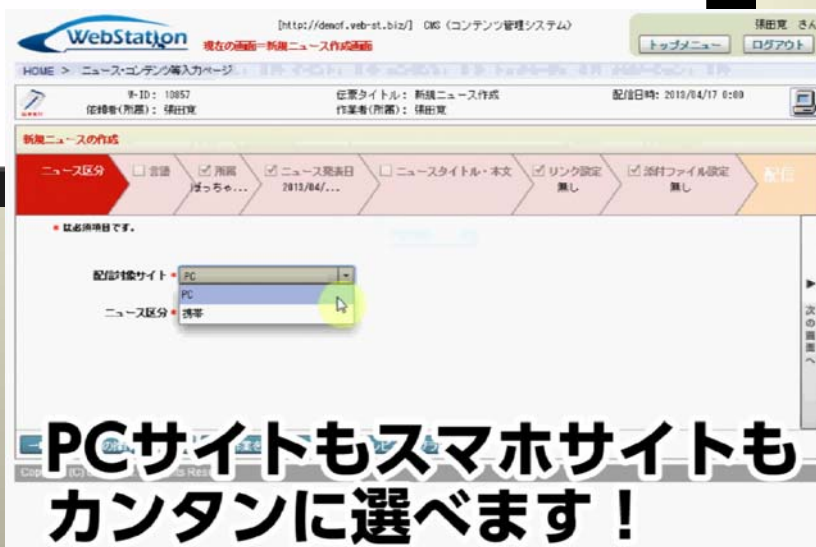 [http://demof.web-st.biz/] CMS (コンテンツ管理システム)
WebStation
現在の画面=新規ニュース作成画面
さん
トップメニュー
ログアウト
HOME > ニュース・コンテンツ等入力ページ
W-ID: 10857
伝票タイトル: 新規ニュース作成
配信日時: 2013/04/17 0:00
依頼者(所属):
作業者(所属):
新規ニュースの作成
ニュース区分
言語
所属
ぽっちゃ...
ニュース発表日
2013/04/...
ニュースタイトル・本文
リンク設定
無し
添付ファイル設定
無し
配信
* は必須項目です。
配信対象サイト * PC
PC
ニュース区分 * 携帯
次の画面へ
PCサイトもスマホサイトも
カンタンに選べます!